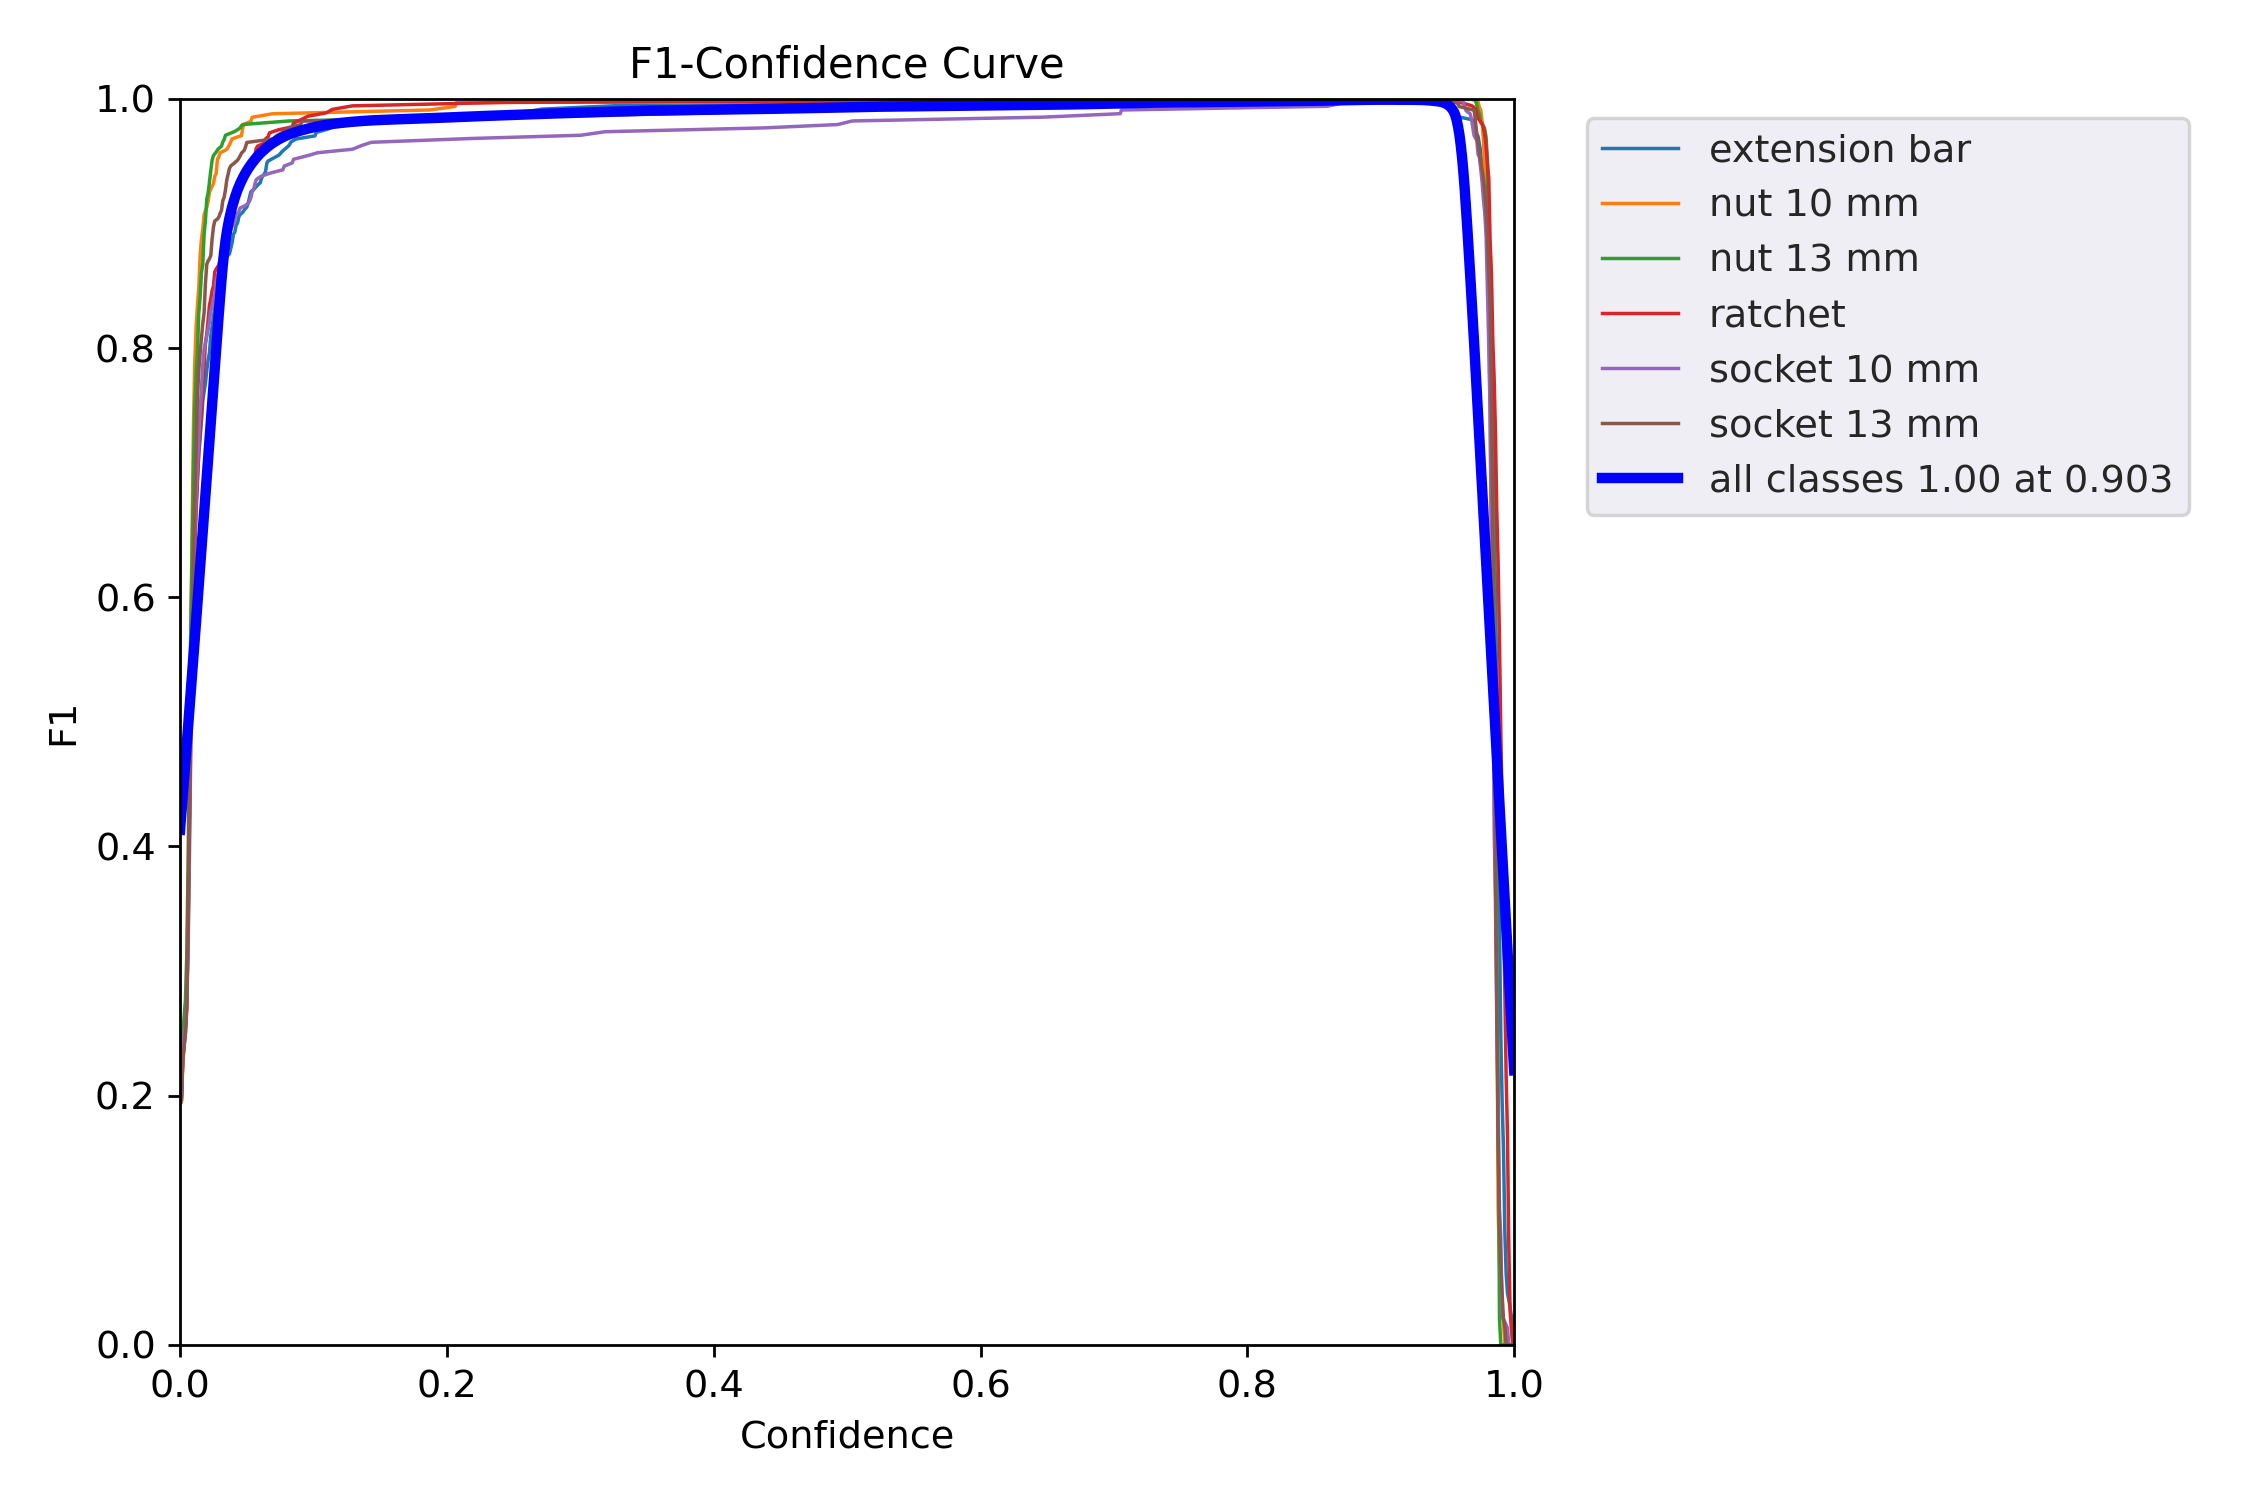 F1-Confidence Curve
1.0
0.8
0.6
0.4
0.2
0.0
F1
0.0 0.2 0.4 0.6 0.8 1.0
Confidence
extension bar
nut 10 mm
nut 13 mm
ratchet
socket 10 mm
socket 13 mm
all classes 1.00 at 0.903